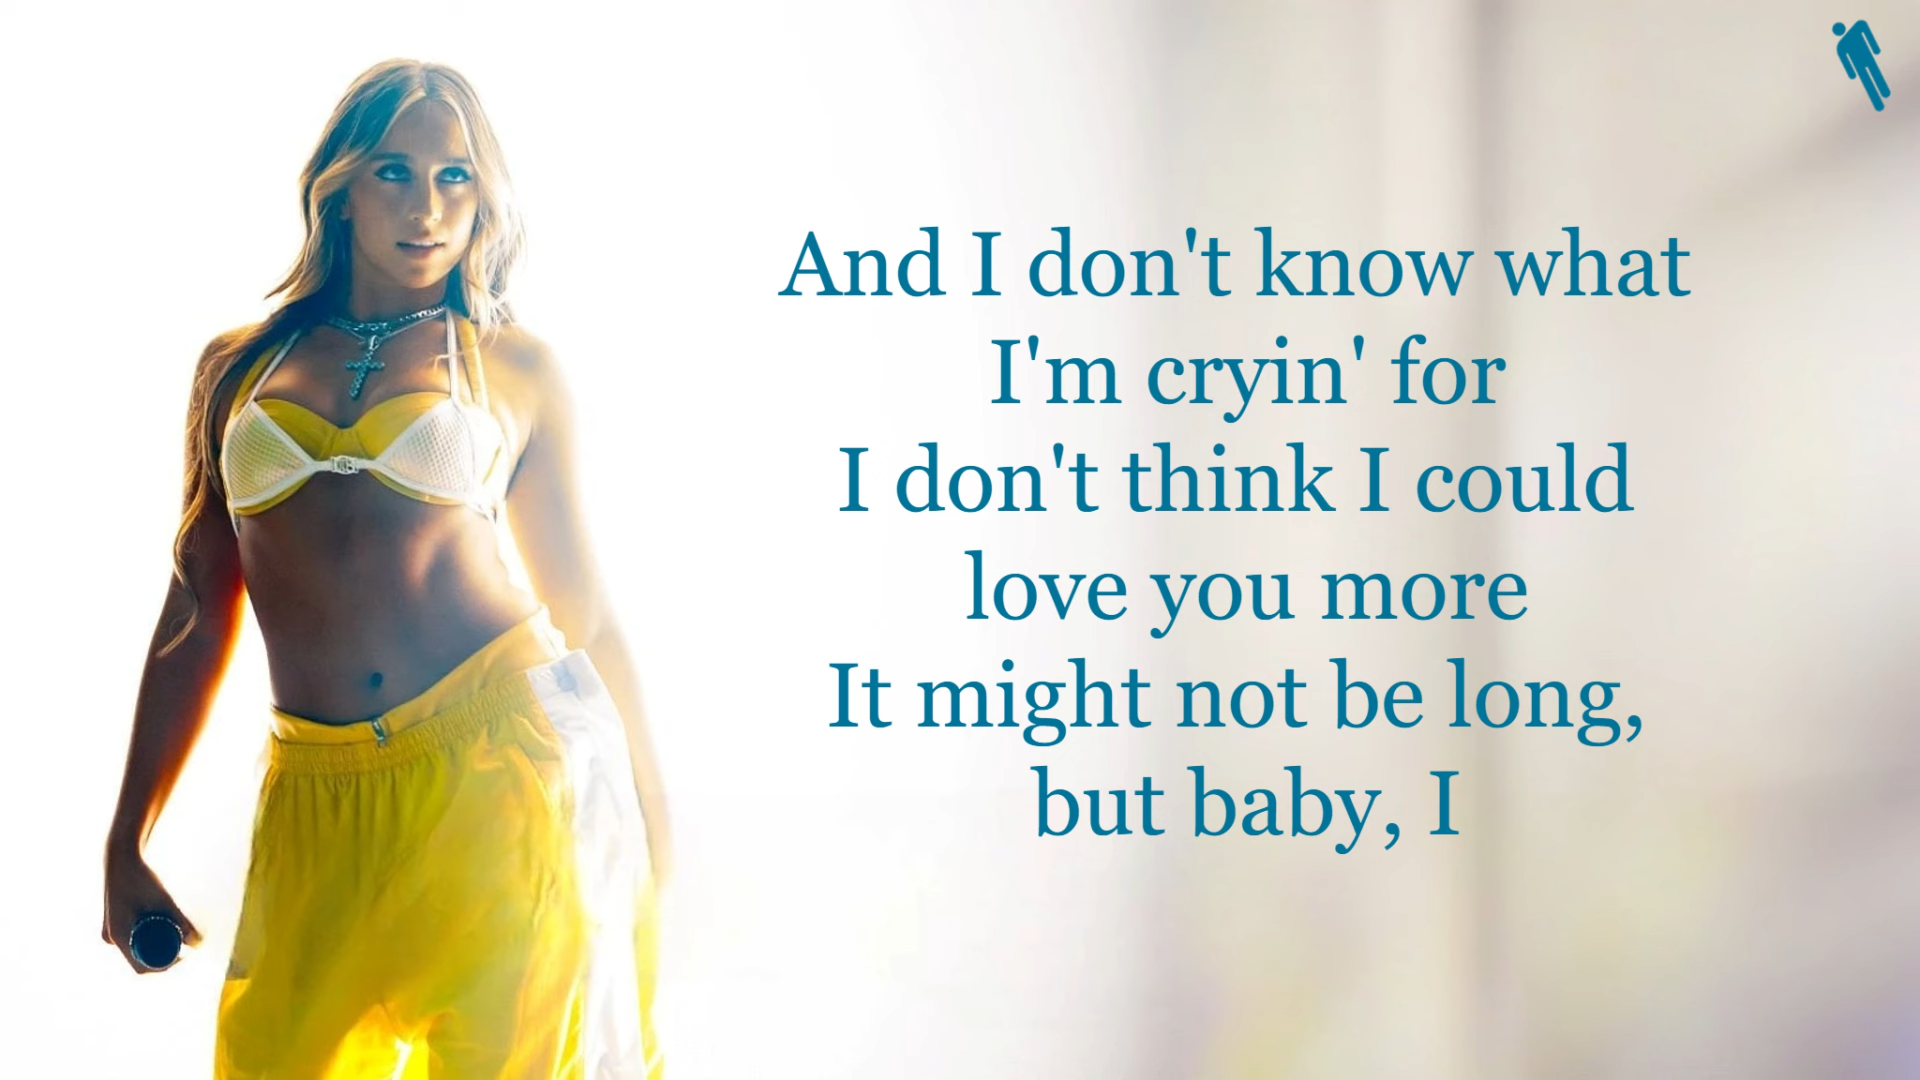 And I don't know what
I'm cryin' for
I don't think I could
love you more
It might not be long,
but baby, I